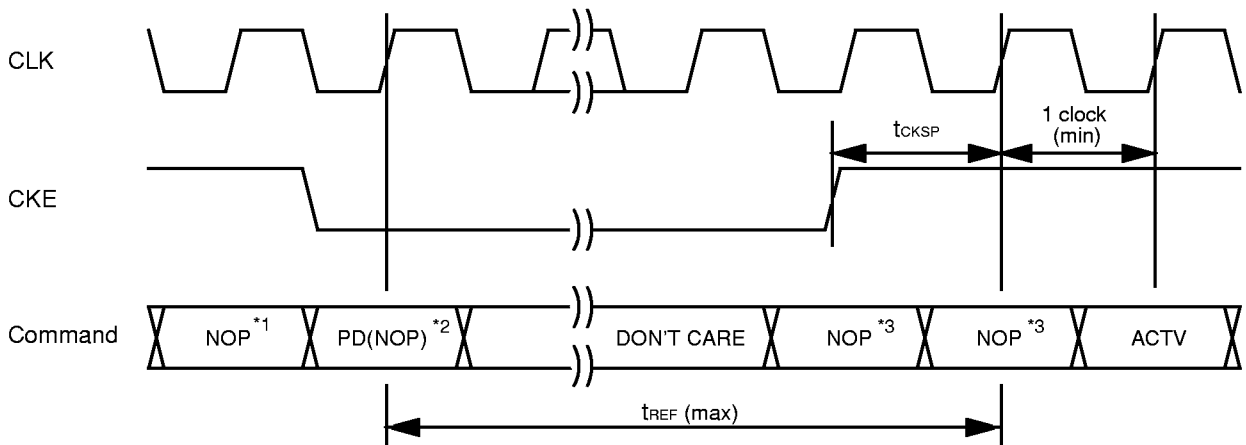 CLK
tCKSP
1 clock
(min)
CKE
Command
NOP *1
PD(NOP) *2
DON'T CARE
NOP *3
NOP *3
ACTV
tREF (max)